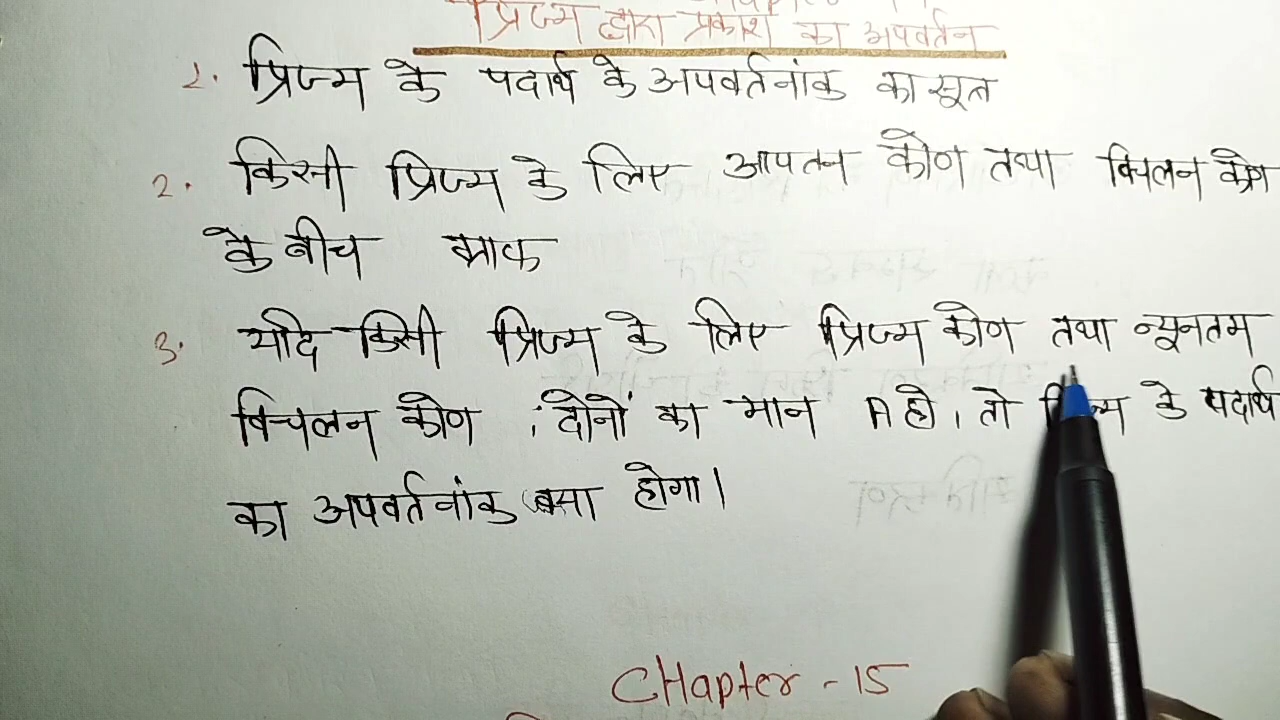 प्रिज्म द्वारा प्रकाश का अपवर्तन
1. प्रिज्म के पदार्थ के अपवर्तनांक का सूत्र
2. किसी प्रिज्म के लिए आपतन कोण तथा विचलन कोण
के बीच ग्राफ
3. यदि किसी प्रिज्म के लिए प्रिज्म कोण तथा न्यूनतम
विचलन कोण दोनों का मान A हो, तो के पदार्थ
का अपवर्तनांक क्या होगा।
CHapter - 15